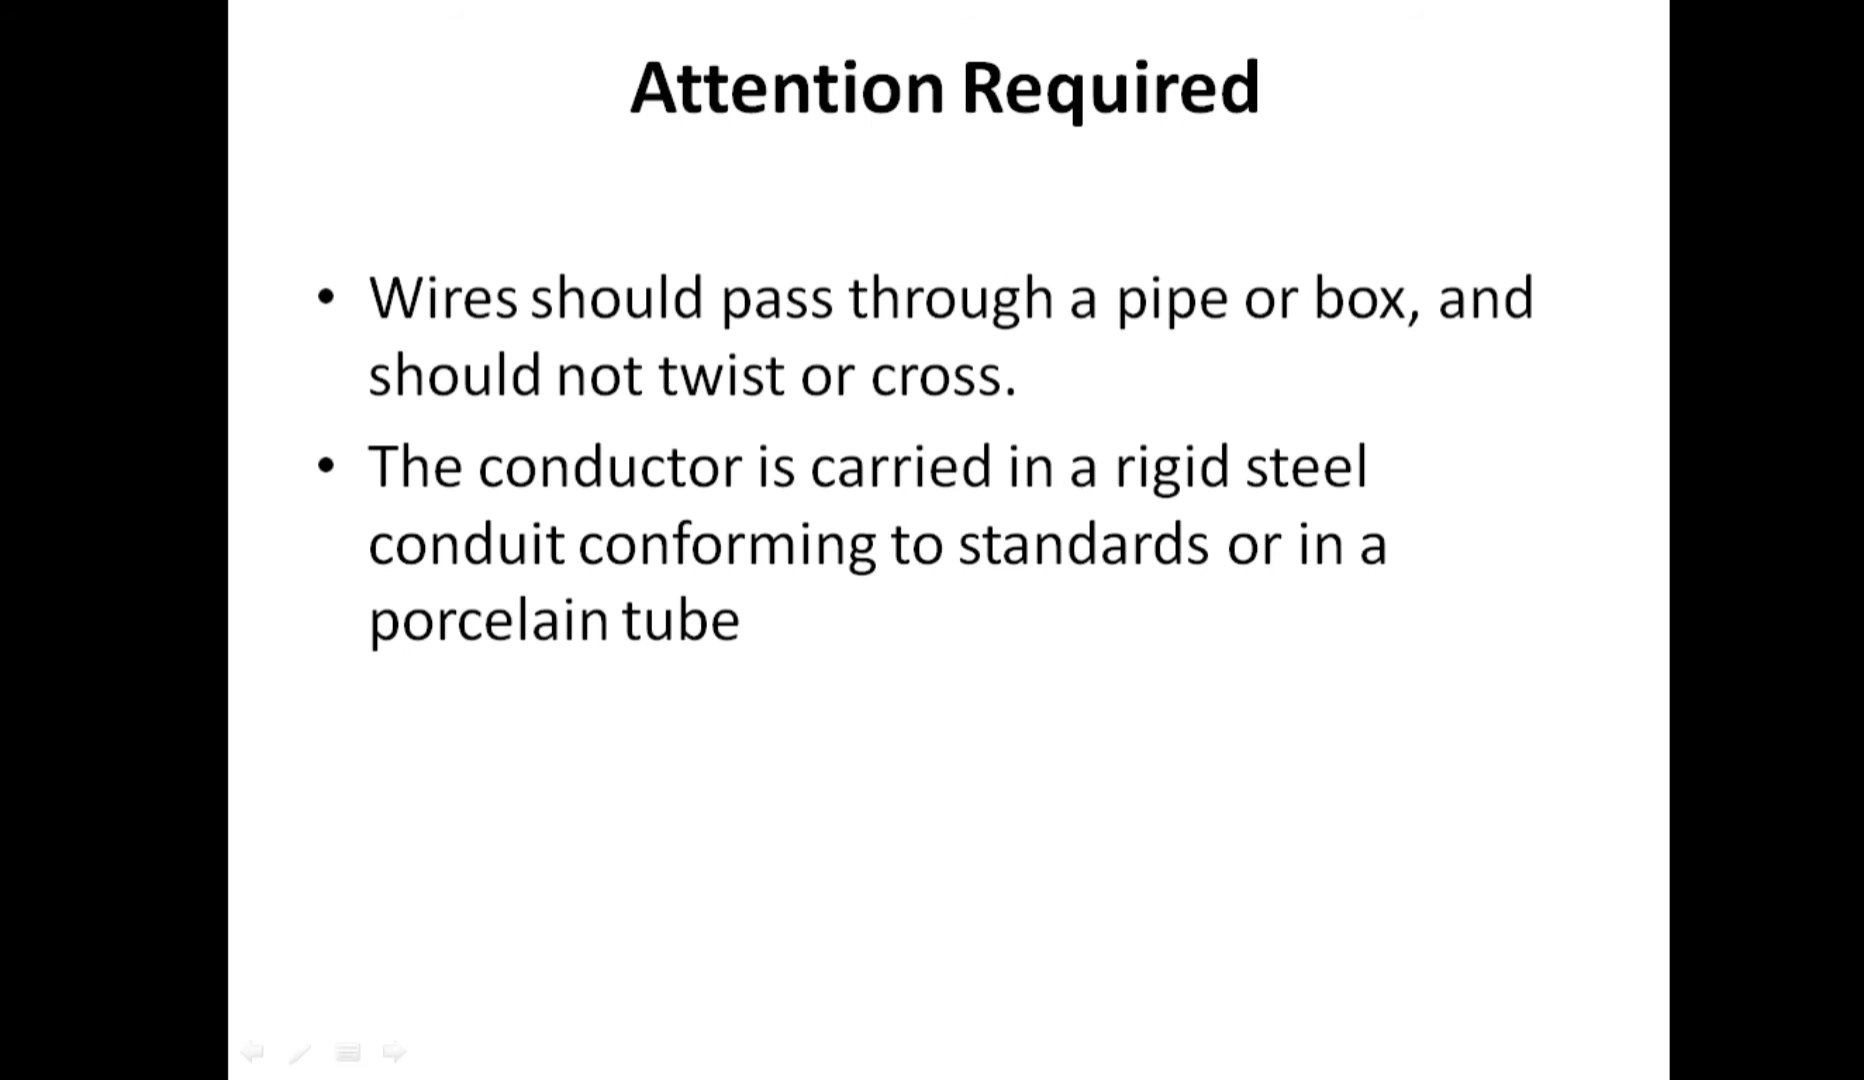 Attention Required
• Wires should pass through a pipe or box, and
should not twist or cross.
• The conductor is carried in a rigid steel
conduit conforming to standards or in a
porcelain tube